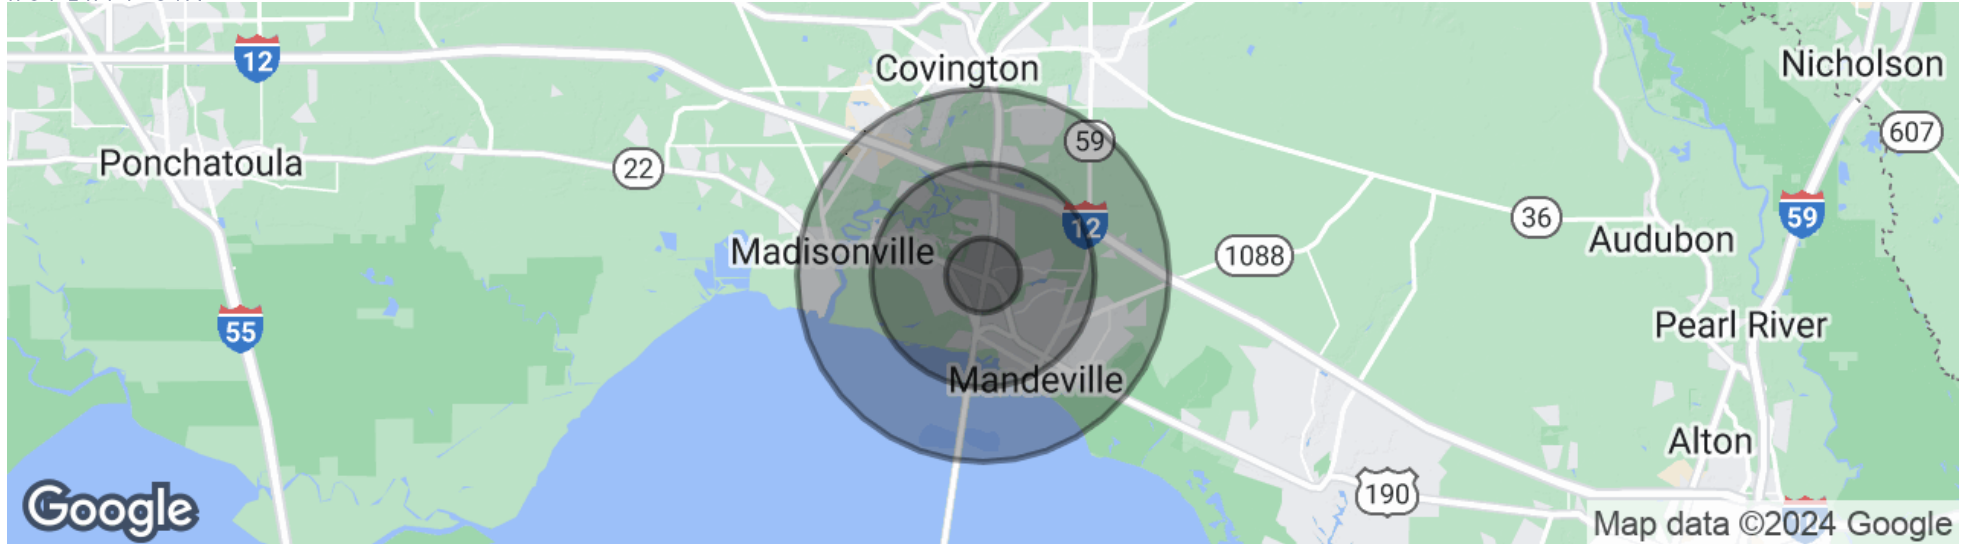 12
Covington
Nicholson
59
607
Ponchatoula
22
12
36
59
Madisonville
1088
Audubon
55
Pearl River
Mandeville
Alton
190
Google
Map data ©2024 Google